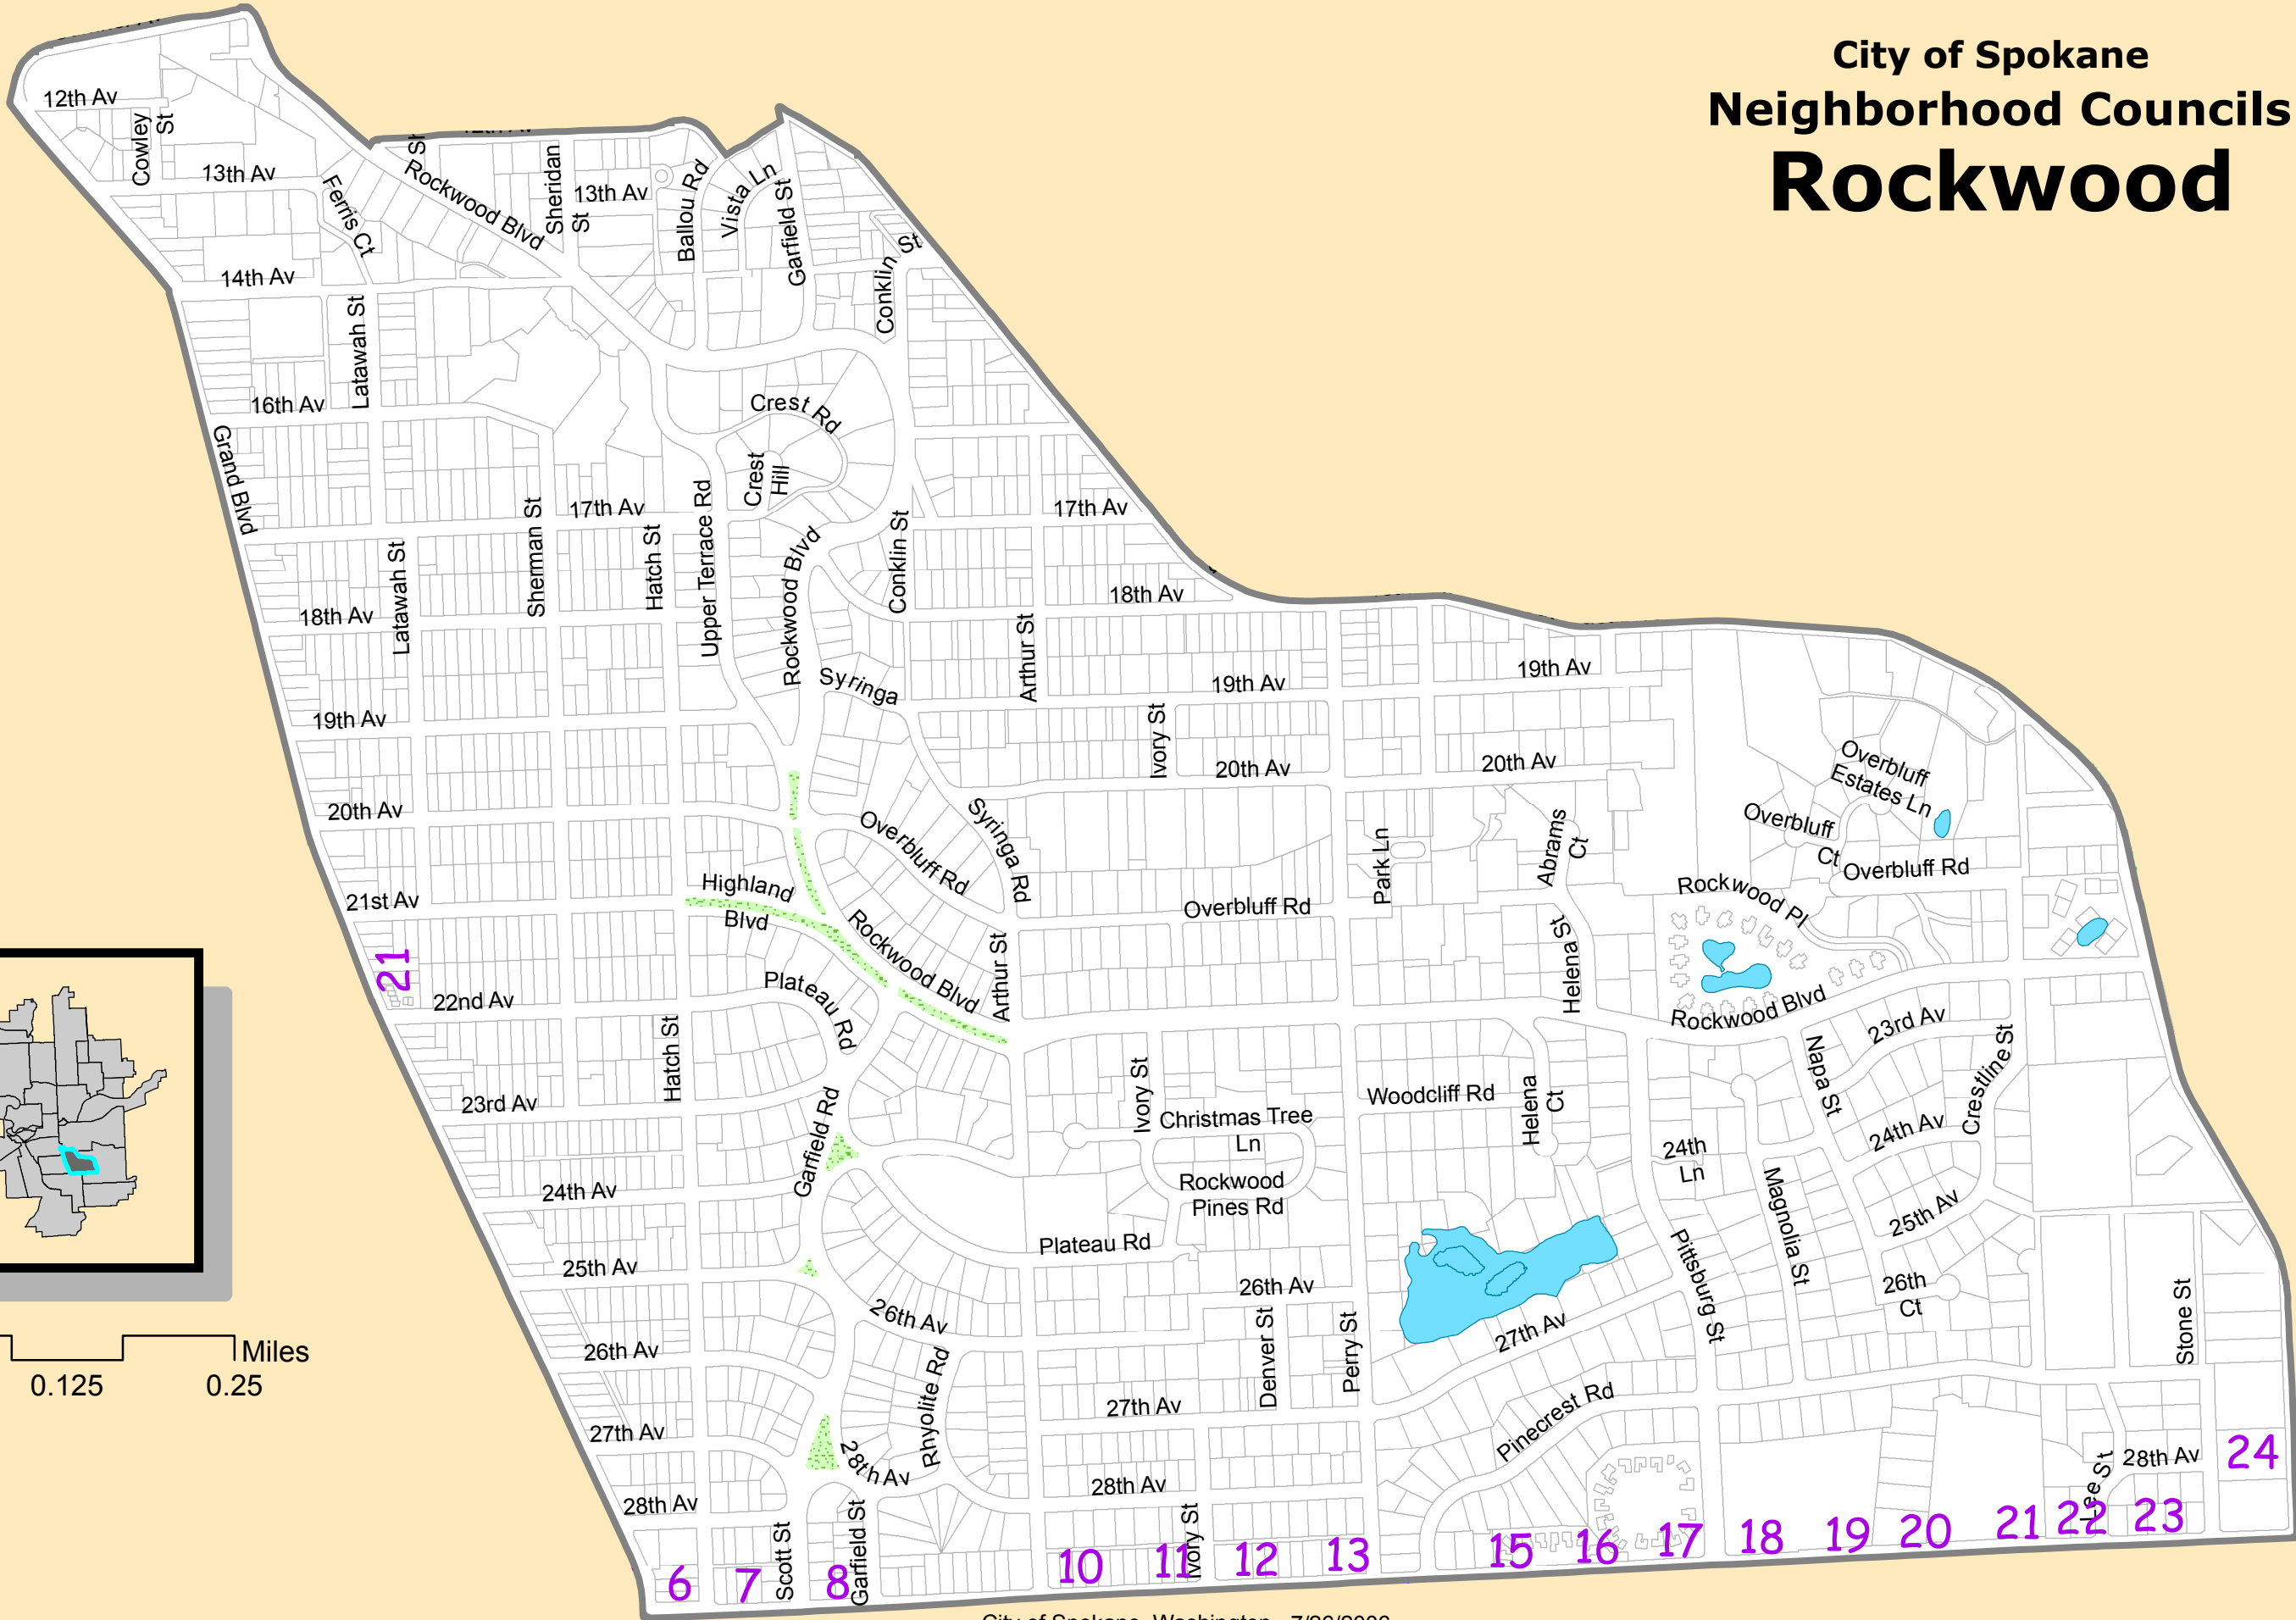 City of Spokane
Neighborhood Councils
Rockwood
12th Av
Cowley
St
13th Av
Ferris Ct
St
Rockwood Blvd
Sheridan
St
13th Av
Ballou Rd
Vista Ln
Garfield St
Conklin
St
14th Av
Latawah St
16th Av
Grand Blvd
Crest Rd
Crest
Hill
17th Av
Sherman St
Hatch St
Upper Terrace Rd
Rockwood Blvd
Conklin St
17th Av
18th Av
Latawah St
18th Av
Arthur St
Syringa
19th Av
19th Av
19th Av
Ivory St
20th Av
20th Av
20th Av
Overbluff
Estates Ln
Overbluff
Ct
Overbluff Rd
Syringa Rd
Overbluff Rd
Park Ln
Abrams
Ct
Highland
Blvd
21st Av
Overbluff Rd
Rockwood Pl
Rockwood Blvd
Arthur St
Helena St
21
22nd Av
Plateau Rd
Rockwood Blvd
23rd Av
Napa St
Crestline St
Hatch St
23rd Av
Garfield Rd
Ivory St
Christmas Tree
Ln
Woodcliff Rd
Helena
Ct
24th Av
24th
Ln
Rockwood
Pines Rd
24th Av
Magnolia St
25th Av
Plateau Rd
25th Av
26th Av
26th
Ct
Pittsburg St
Stone St
26th Av
26th Av
Denver St
Perry St
27th Av
Rhyolite Rd
27th Av
27th Av
Pinecrest Rd
28th Av
28th Av
28th Av
Lee St
28th Av
Scott St
Garfield St
Ivory St
24
6
7
8
10
11
12
13
15
16
17
18
19
20
21
22
23
Miles
0.125
0.25